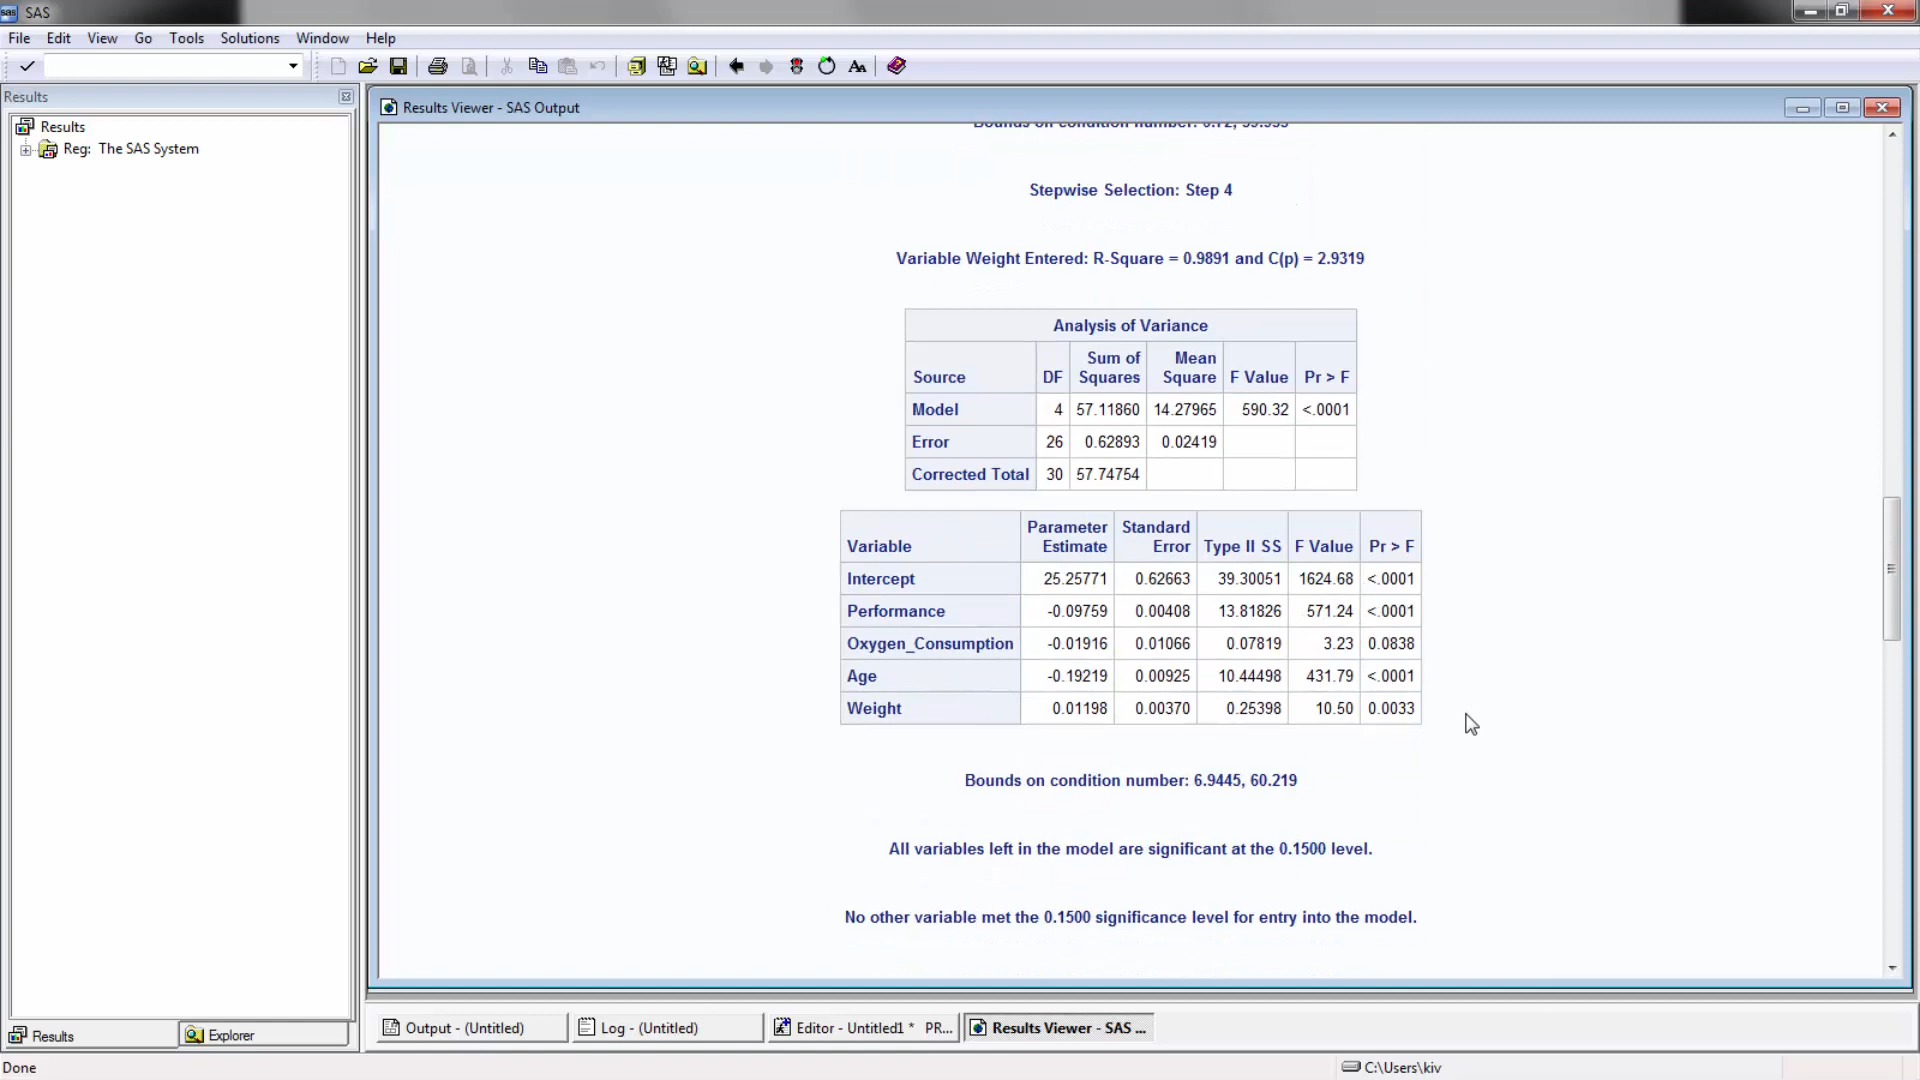 SAS
File Edit View Go Tools Solutions Window Help
Results
Results Viewer - SAS Output
Results
Reg: The SAS System
Stepwise Selection: Step 4
Variable Weight Entered: R-Square = 0.9891 and C(p) = 2.9319
Analysis of Variance
Source DF Sum of Squares Mean Square F Value Pr > F
Model 4 57.11860 14.27965 590.32 <.0001
Error 26 0.62893 0.02419
Corrected Total 30 57.74754
Variable Parameter Estimate Standard Error Type II SS F Value Pr > F
Intercept 25.25771 0.62663 39.30051 1624.68 <.0001
Performance -0.09759 0.00408 13.81826 571.24 <.0001
Oxygen_Consumption -0.01916 0.01066 0.07819 3.23 0.0838
Age -0.19219 0.00925 10.44498 431.79 <.0001
Weight 0.01198 0.00370 0.25398 10.50 0.0033
Bounds on condition number: 6.9445, 60.219
All variables left in the model are significant at the 0.1500 level.
No other variable met the 0.1500 significance level for entry into the model.
Results Explorer
Output - (Untitled) Log - (Untitled) Editor - Untitled1 * PR... Results Viewer - SAS ...
Done C:\Users\kiv